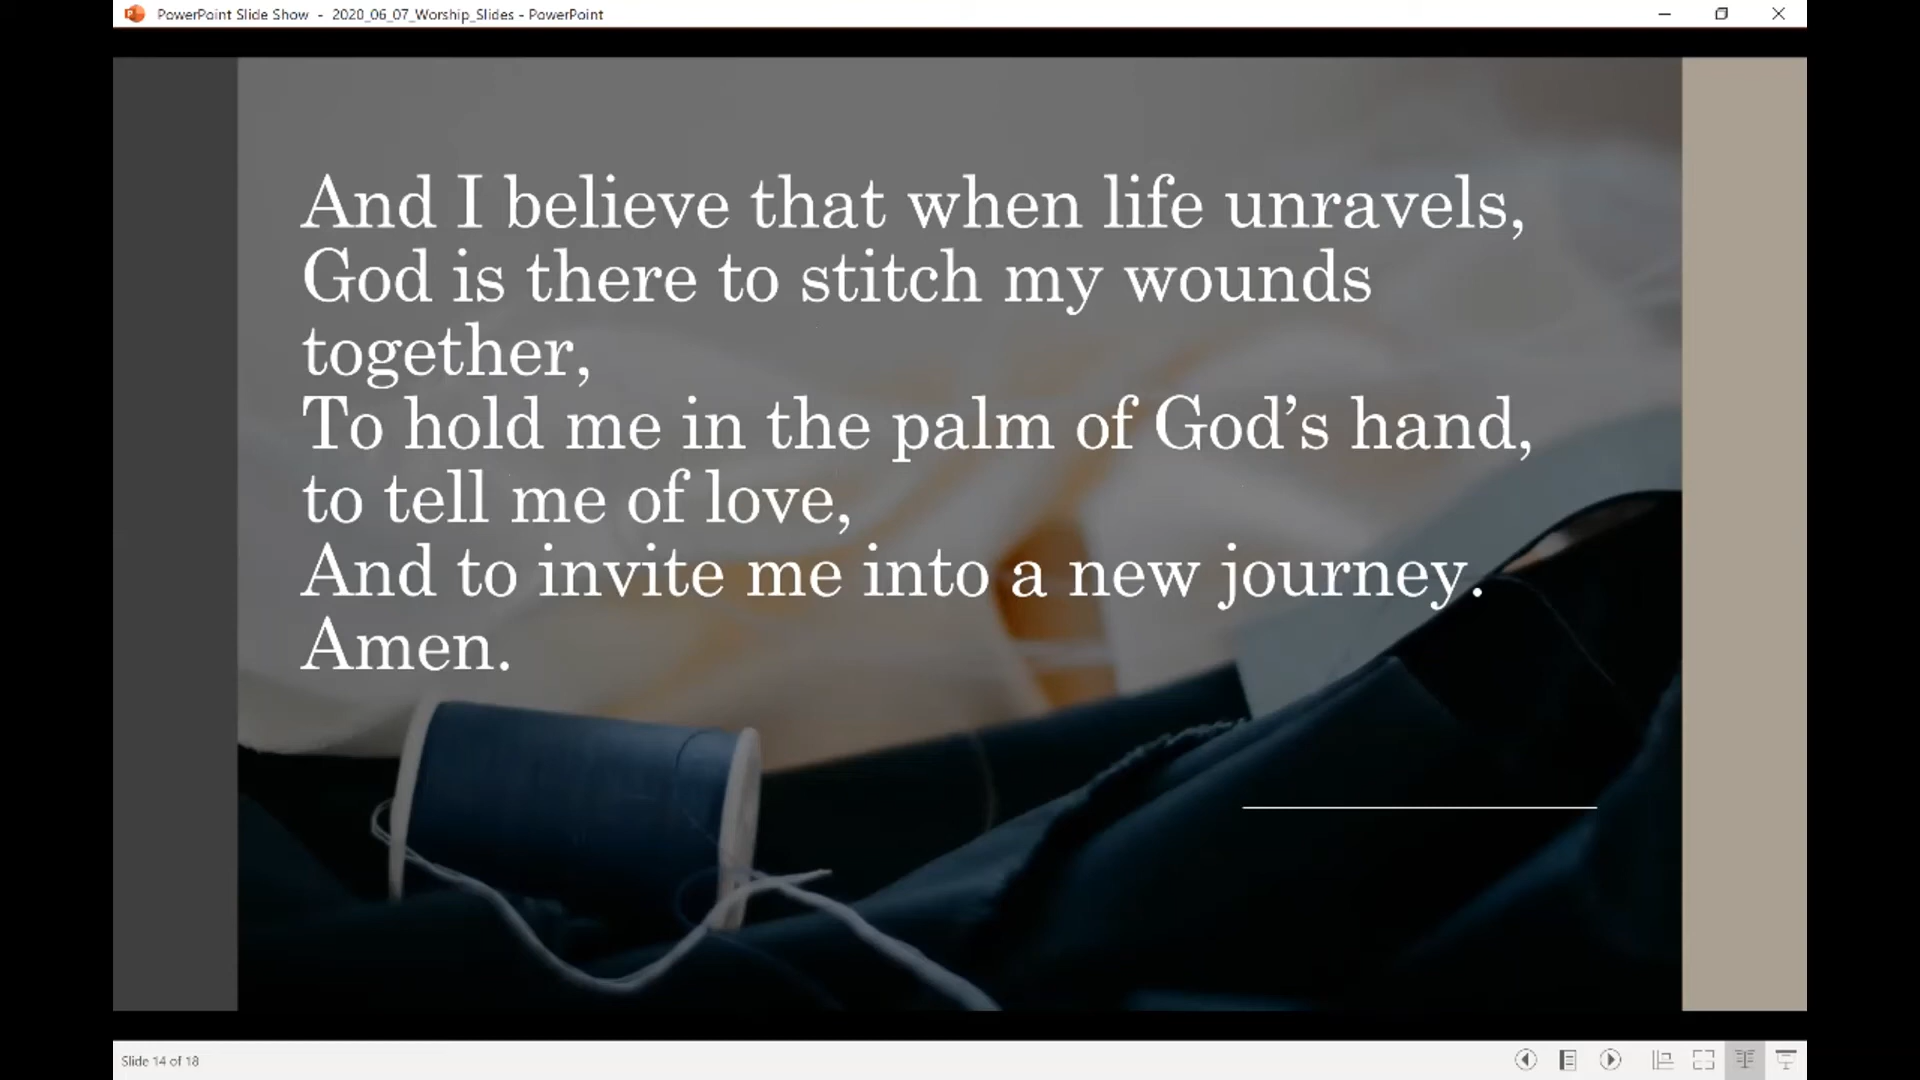 PowerPoint Slide Show - 2020_06_07_Worship_Slides - PowerPoint
And I believe that when life unravels,
God is there to stitch my wounds
together,
To hold me in the palm of God’s hand,
to tell me of love,
And to invite me into a new journey.
Amen.
Slide 14 of 18